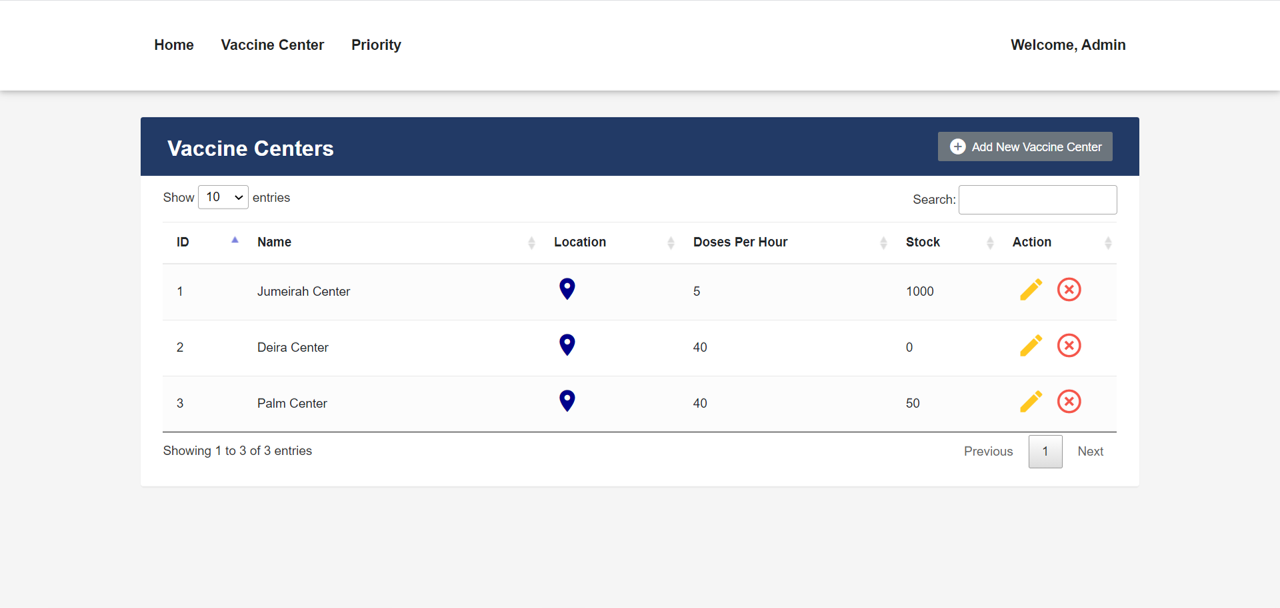 Home Vaccine Center Priority Welcome, Admin
Vaccine Centers Add New Vaccine Center
Show 10 entries Search:
ID Name Location Doses Per Hour Stock Action
1 Jumeirah Center 5 1000
2 Deira Center 40 0
3 Palm Center 40 50
Showing 1 to 3 of 3 entries Previous 1 Next